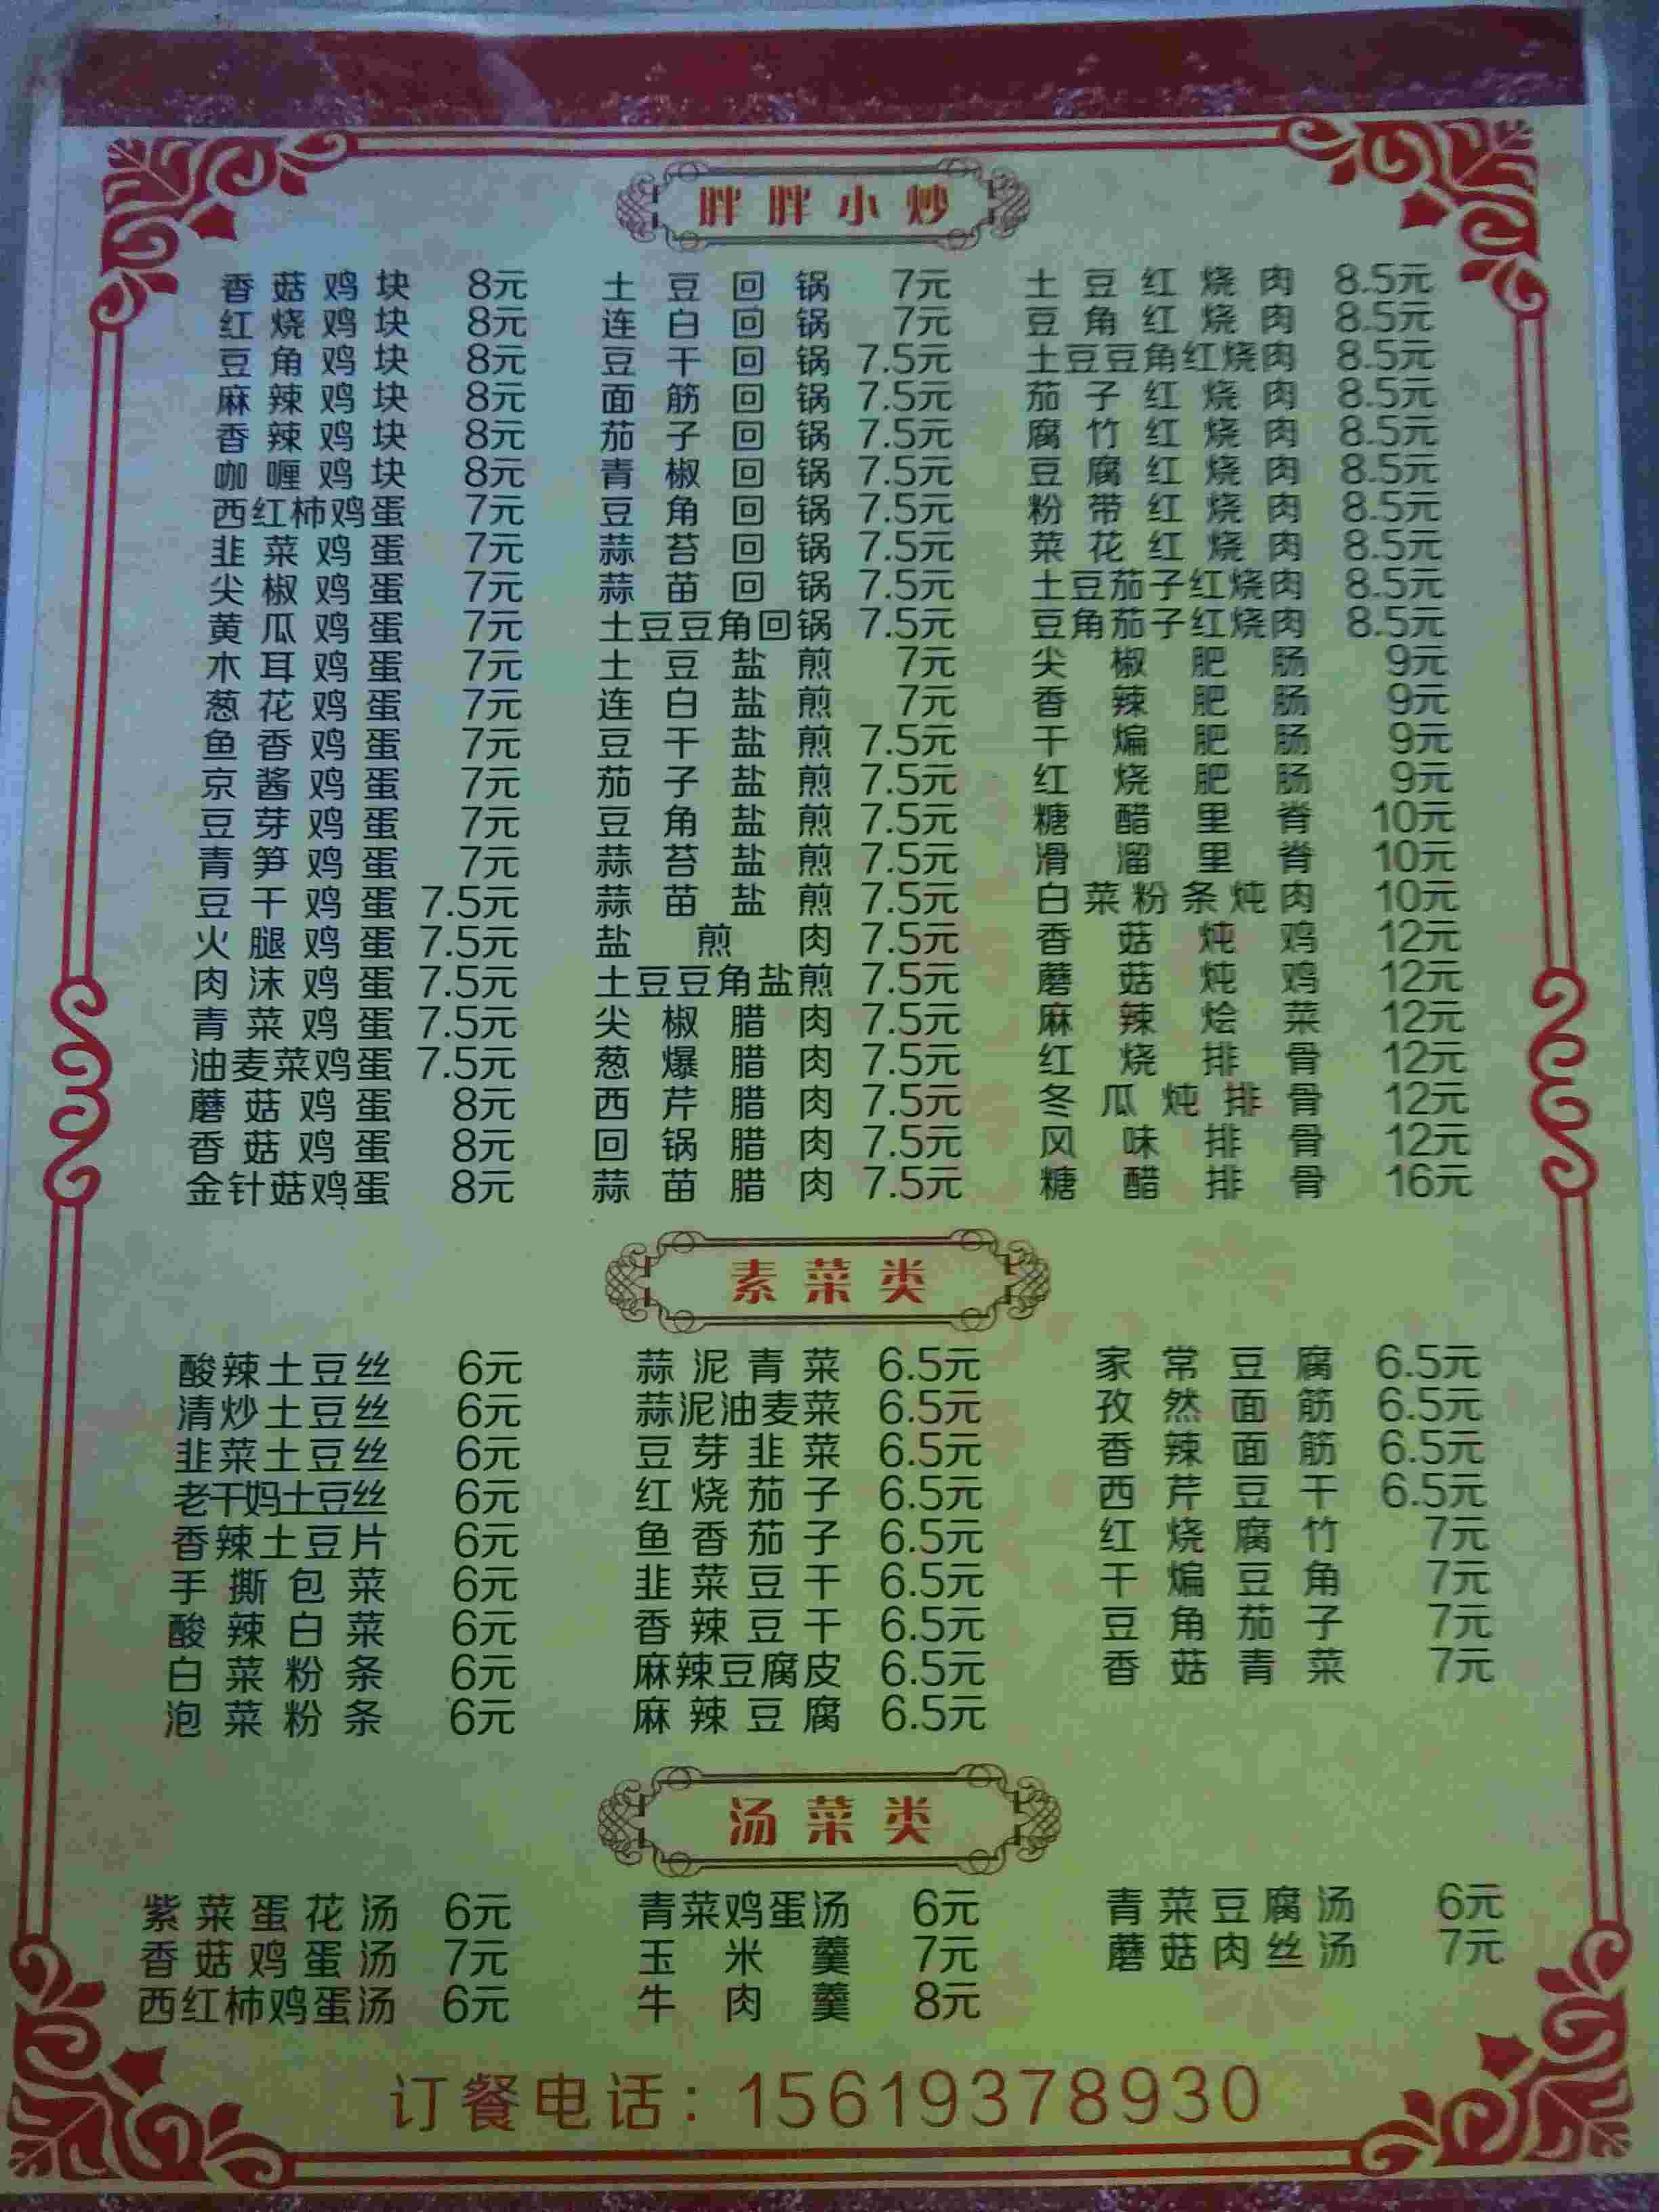 胖胖小炒
香菇鸡块 8元 土豆回锅 7元 土豆红烧肉 8.5元
红烧鸡块 8元 连白回锅 7元 豆角红烧肉 8.5元
豆角鸡块 8元 豆干回锅 7.5元 土豆豆角红烧肉 8.5元
麻辣鸡块 8元 面筋回锅 7.5元 茄子红烧肉 8.5元
香辣鸡块 8元 茄子回锅 7.5元 腐竹红烧肉 8.5元
咖喱鸡块 8元 青椒回锅 7.5元 豆腐红烧肉 8.5元
西红柿鸡蛋 7元 豆角回锅 7.5元 粉带红烧肉 8.5元
韭菜鸡蛋 7元 蒜苔回锅 7.5元 菜花红烧肉 8.5元
尖椒鸡蛋 7元 蒜苗回锅 7.5元 土豆茄子红烧肉 8.5元
黄瓜鸡蛋 7元 土豆豆角回锅 7.5元 豆角茄子红烧肉 8.5元
木耳鸡蛋 7元 土豆盐煎 7元 尖椒肥肠 9元
葱花鸡蛋 7元 连白盐煎 7元 香辣肥肠 9元
鱼香鸡蛋 7元 豆干盐煎 7.5元 干煸肥肠 9元
京酱鸡蛋 7元 茄子盐煎 7.5元 红烧肥肠 9元
豆芽鸡蛋 7元 豆角盐煎 7.5元 糖醋里脊 10元
青笋鸡蛋 7元 蒜苔盐煎 7.5元 滑溜里脊 10元
豆干鸡蛋 7.5元 蒜苗盐煎 7.5元 白菜粉条炖肉 10元
火腿鸡蛋 7.5元 盐煎肉 7.5元 香菇炖鸡 12元
肉沫鸡蛋 7.5元 土豆豆角盐煎 7.5元 蘑菇炖鸡 12元
青菜鸡蛋 7.5元 尖椒腊肉 7.5元 麻辣烩菜 12元
油麦菜鸡蛋 7.5元 葱爆腊肉 7.5元 红烧排骨 12元
蘑菇鸡蛋 8元 西芹腊肉 7.5元 冬瓜炖排骨 12元
香菇鸡蛋 8元 回锅腊肉 7.5元 风味排骨 12元
金针菇鸡蛋 8元 蒜苗腊肉 7.5元 糖醋排骨 16元
素菜类
酸辣土豆丝 6元 蒜泥青菜 6.5元 家常豆腐 6.5元
清炒土豆丝 6元 蒜泥油麦菜 6.5元 孜然面筋 6.5元
韭菜土豆丝 6元 豆芽韭菜 6.5元 香辣面筋 6.5元
老干妈土豆丝 6元 红烧茄子 6.5元 西芹豆干 6.5元
香辣土豆片 6元 鱼香茄子 6.5元 红烧腐竹 7元
手撕包菜 6元 韭菜豆干 6.5元 干煸豆角 7元
酸辣白菜 6元 香辣豆干 6.5元 豆角茄子 7元
白菜粉条 6元 麻辣豆腐皮 6.5元 香菇青菜 7元
泡菜粉条 6元 麻辣豆腐 6.5元
汤菜类
紫菜蛋花汤 6元 青菜鸡蛋汤 6元 青菜豆腐汤 6元
香菇鸡蛋汤 7元 玉米羹 7元 蘑菇肉丝汤 7元
西红柿鸡蛋汤 6元 牛肉羹 8元
订餐电话：15619378930